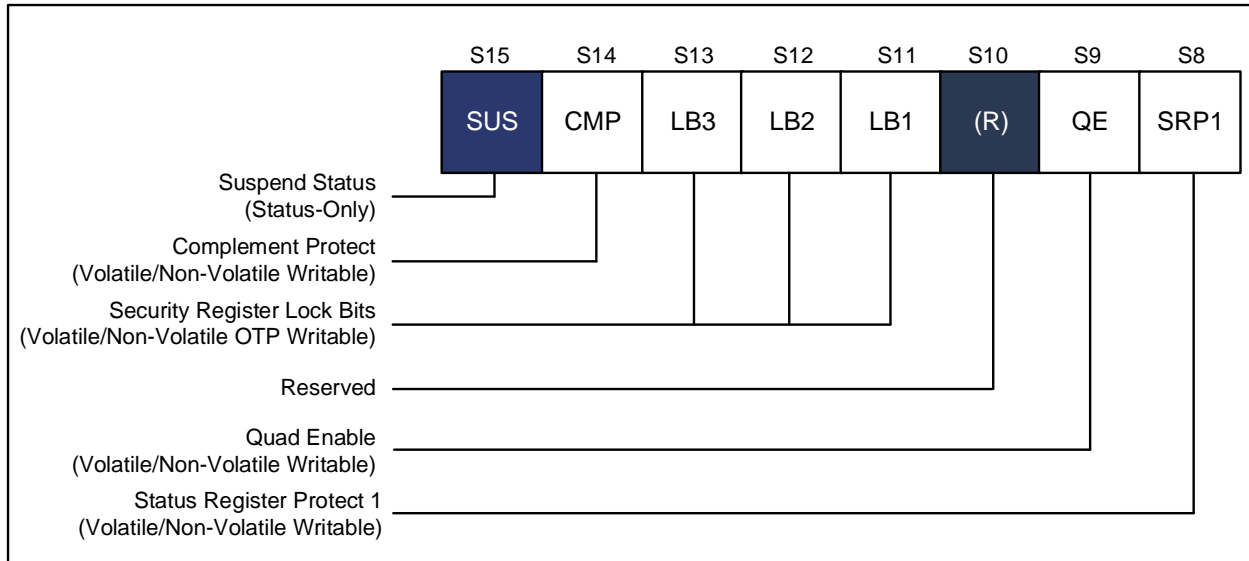 S15 S14 S13 S12 S11 S10 S9 S8
SUS CMP LB3 LB2 LB1 (R) QE SRP1
Suspend Status
(Status-Only)
Complement Protect
(Volatile/Non-Volatile Writable)
Security Register Lock Bits
(Volatile/Non-Volatile OTP Writable)
Reserved
Quad Enable
(Volatile/Non-Volatile Writable)
Status Register Protect 1
(Volatile/Non-Volatile Writable)